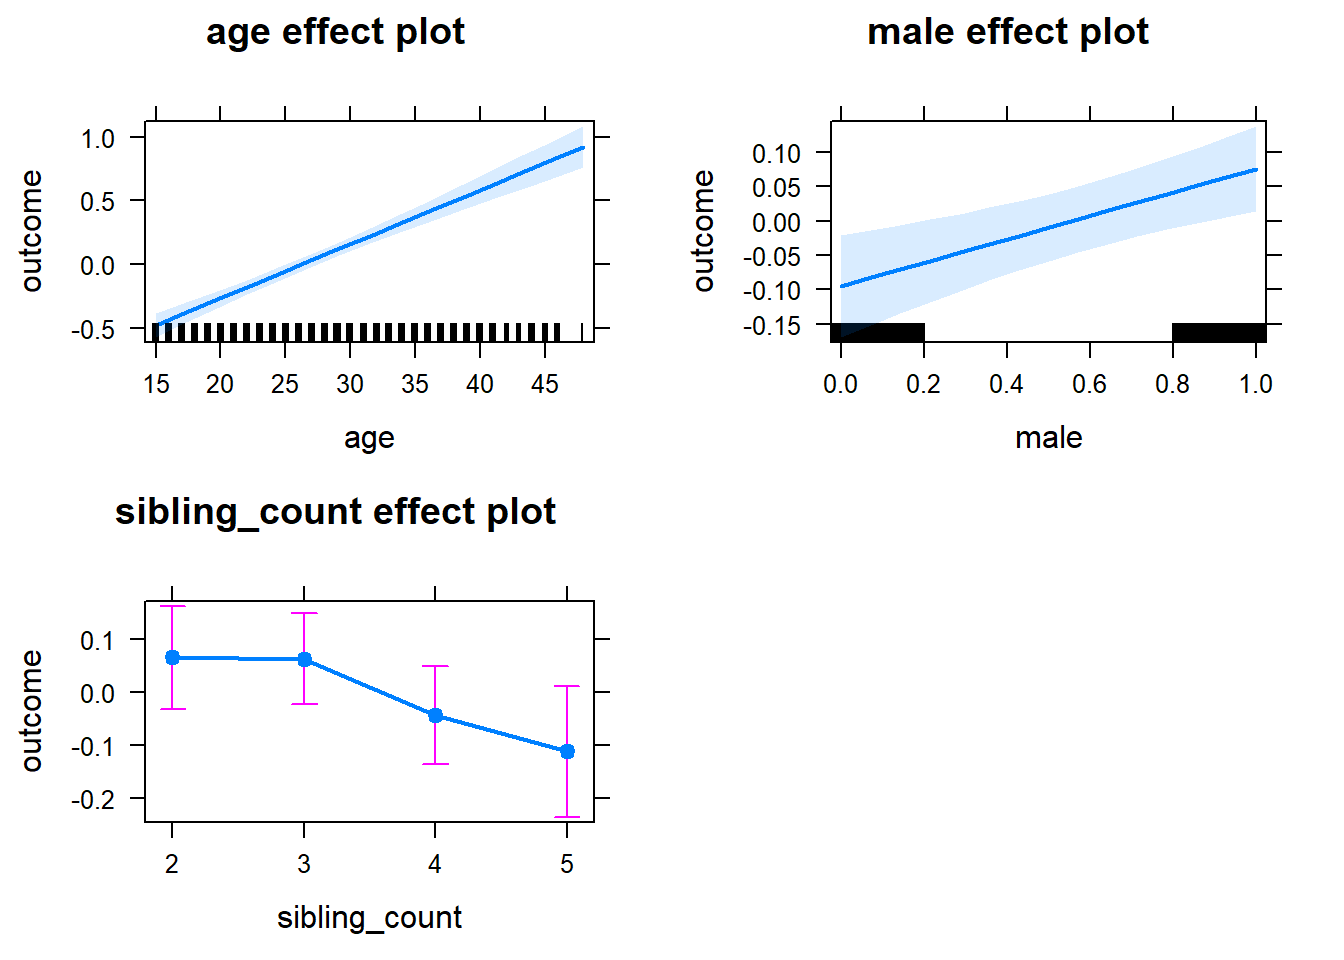 age effect plot
outcome
1.0
0.5
0.0
-0.5
15 20 25 30 35 40 45
age
male effect plot
outcome
0.10
0.05
0.00
-0.05
-0.10
-0.15
0.0 0.2 0.4 0.6 0.8 1.0
male
sibling_count effect plot
outcome
0.1
0.0
-0.1
-0.2
2 3 4 5
sibling_count